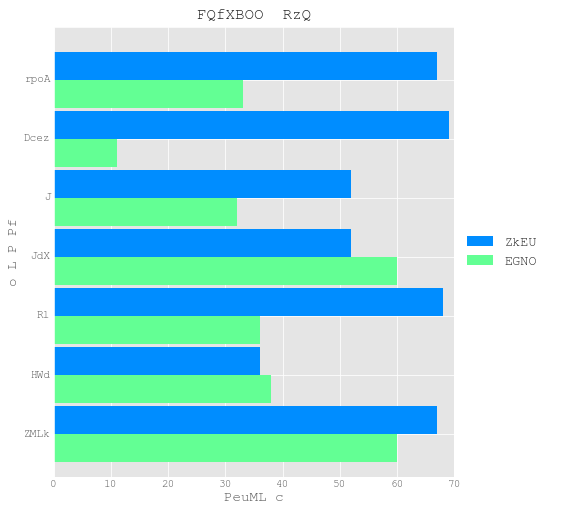 FQfXBOO RzQ
rpoA
Dcez
J
JdX
Rl
HWd
ZMLk
0 10 20 30 40 50 60 70
PeuML c
o L P Pf
ZkEU
EGNO